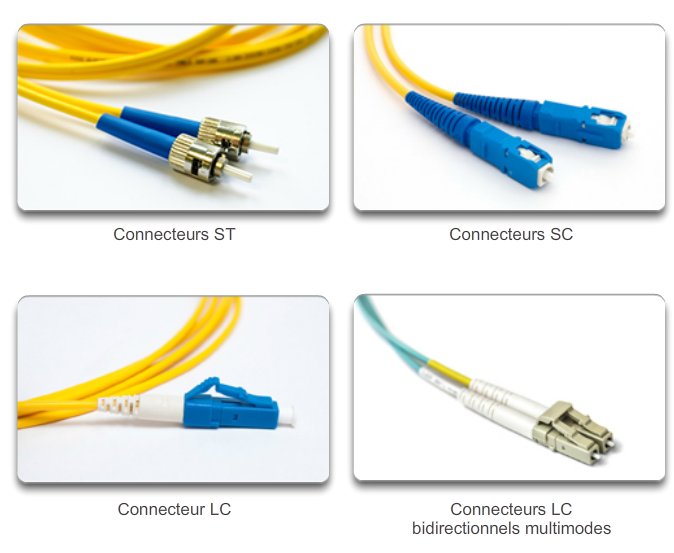 Connecteurs ST
Connecteurs SC
Connecteur LC
Connecteurs LC
bidirectionnels multimodes